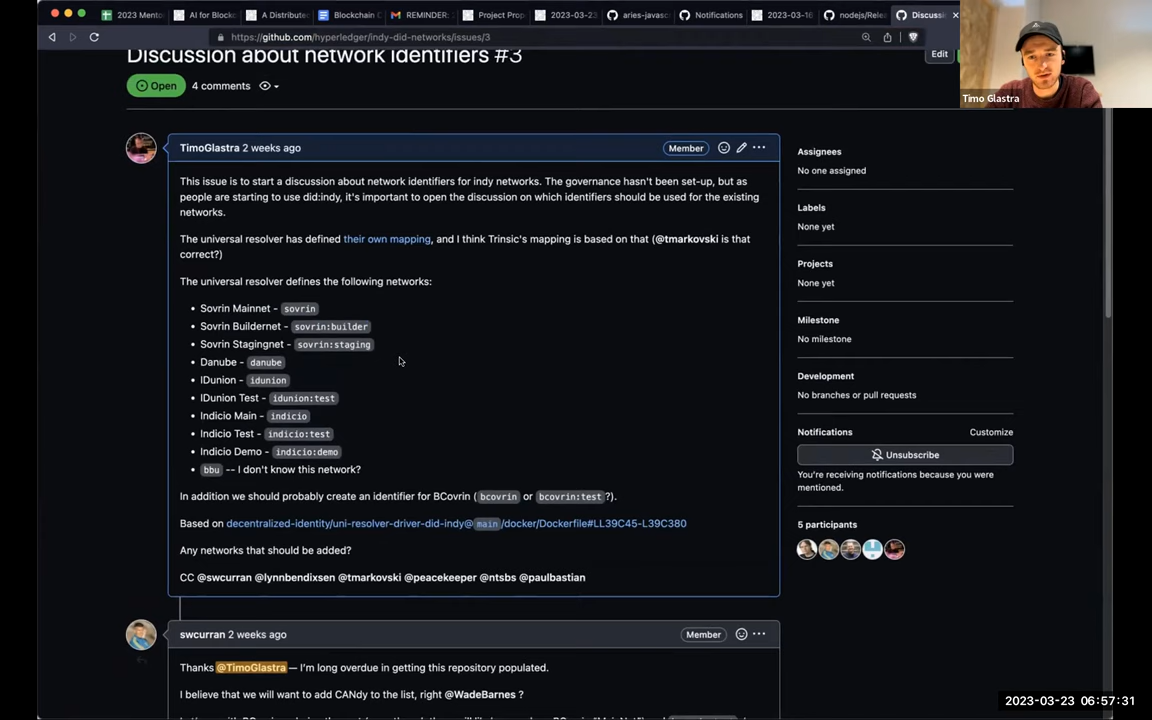 2023 Mento
AI for Blocks
A Distribute
Blockchain D
REMINDER:
Project Prop
2023-03-23
aries-javasc
Notifications
2023-03-16
nodejs/Relea
Discussi
https://github.com/hyperledger/indy-did-networks/issues/3
Discussion about network identifiers #3
Edit
Timo Glastra
Open
4 comments
TimoGlastra 2 weeks ago
Member
This issue is to start a discussion about network identifiers for indy networks. The governance hasn't been set-up, but as
people are starting to use did:indy, it's important to open the discussion on which identifiers should be used for the existing
networks.
The universal resolver has defined their own mapping, and I think Trinsic's mapping is based on that (@tmarkovski is that
correct?)
The universal resolver defines the following networks:
• Sovrin Mainnet - sovrin
• Sovrin Buildernet - sovrin:builder
• Sovrin Stagingnet - sovrin:staging
• Danube - danube
• IDunion - idunion
• IDunion Test - idunion:test
• Indicio Main - indicio
• Indicio Test - indicio:test
• Indicio Demo - indicio:demo
• bbu -- I don't know this network?
In addition we should probably create an identifier for BCovrin ( bcovrin or bcovrin:test ?).
Based on decentralized-identity/uni-resolver-driver-did-indy@ main /docker/Dockerfile#LL39C45-L39C380
Any networks that should be added?
CC @swcurran @lynnbendixsen @tmarkovski @peacekeeper @ntsbs @paulbastian
swcurran 2 weeks ago
Member
Thanks @TimoGlastra — I'm long overdue in getting this repository populated.
I believe that we will want to add CANdy to the list, right @WadeBarnes ?
Assignees
No one assigned
Labels
None yet
Projects
None yet
Milestone
No milestone
Development
No branches or pull requests
Notifications
Customize
Unsubscribe
You're receiving notifications because you were
mentioned.
5 participants
2023-03-23 06:57:31